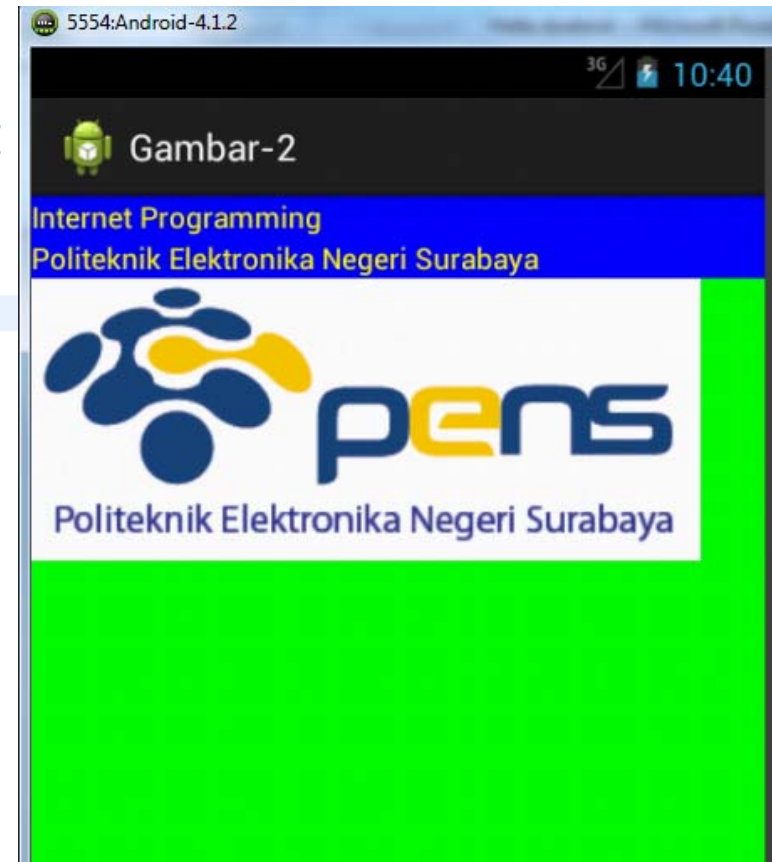 5554:Android-4.1.2
3G 10:40
Gambar-2
Internet Programming
Politeknik Elektronika Negeri Surabaya
pens
Politeknik Elektronika Negeri Surabaya